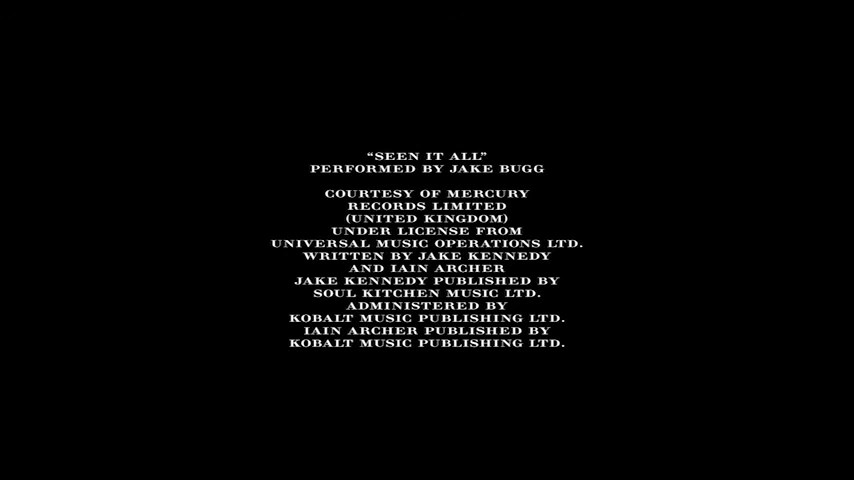 “SEEN IT ALL”
PERFORMED BY JAKE BUGG
COURTESY OF MERCURY
RECORDS LIMITED
(UNITED KINGDOM)
UNDER LICENSE FROM
UNIVERSAL MUSIC OPERATIONS LTD.
WRITTEN BY JAKE KENNEDY
AND IAIN ARCHER
JAKE KENNEDY PUBLISHED BY
SOUL KITCHEN MUSIC LTD.
ADMINISTERED BY
KOBALT MUSIC PUBLISHING LTD.
IAIN ARCHER PUBLISHED BY
KOBALT MUSIC PUBLISHING LTD.